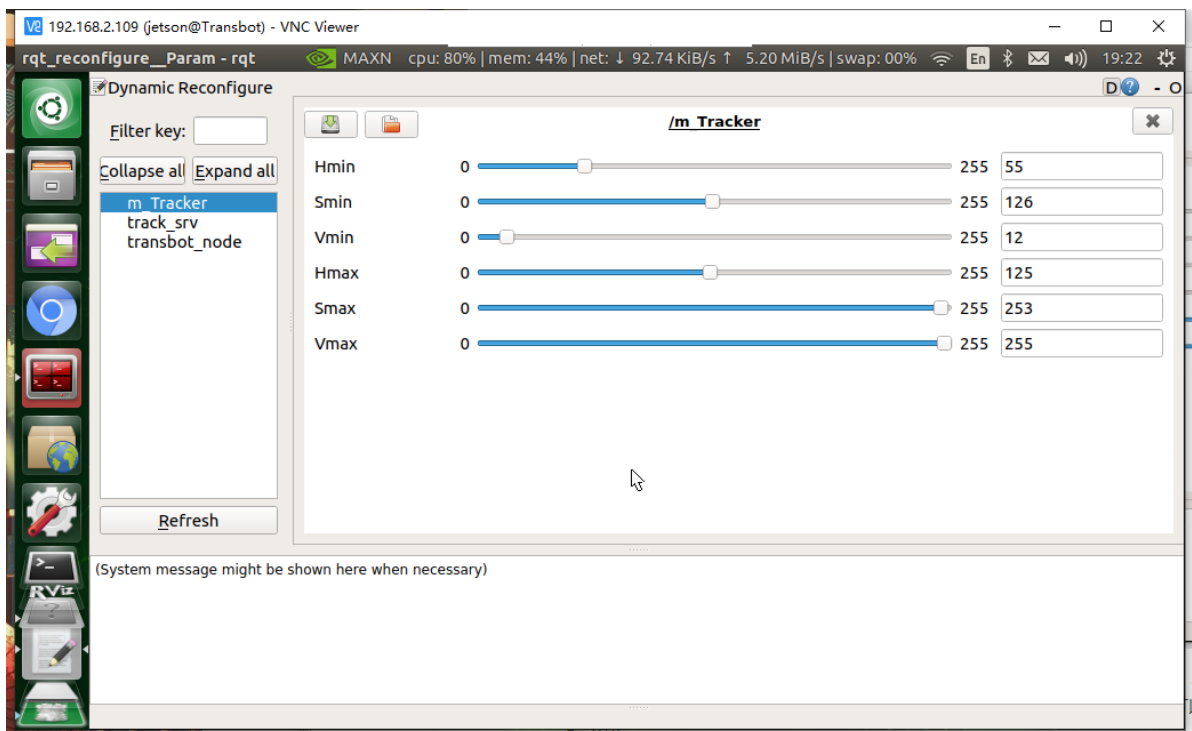 192.168.2.109 (jetson@Transbot) - VNC Viewer
rqt_reconfigure__Param - rqt MAXN cpu: 80% | mem: 44% | net: ↓ 92.74 KiB/s ↑ 5.20 MiB/s | swap: 00% En 19:22
Dynamic Reconfigure D - O
Filter key: /m_Tracker
Collapse all Expand all
m_Tracker
track_srv
transbot_node
Hmin 0 255 55
Smin 0 255 126
Vmin 0 255 12
Hmax 0 255 125
Smax 0 255 253
Vmax 0 255 255
Refresh
(System message might be shown here when necessary)
RViz